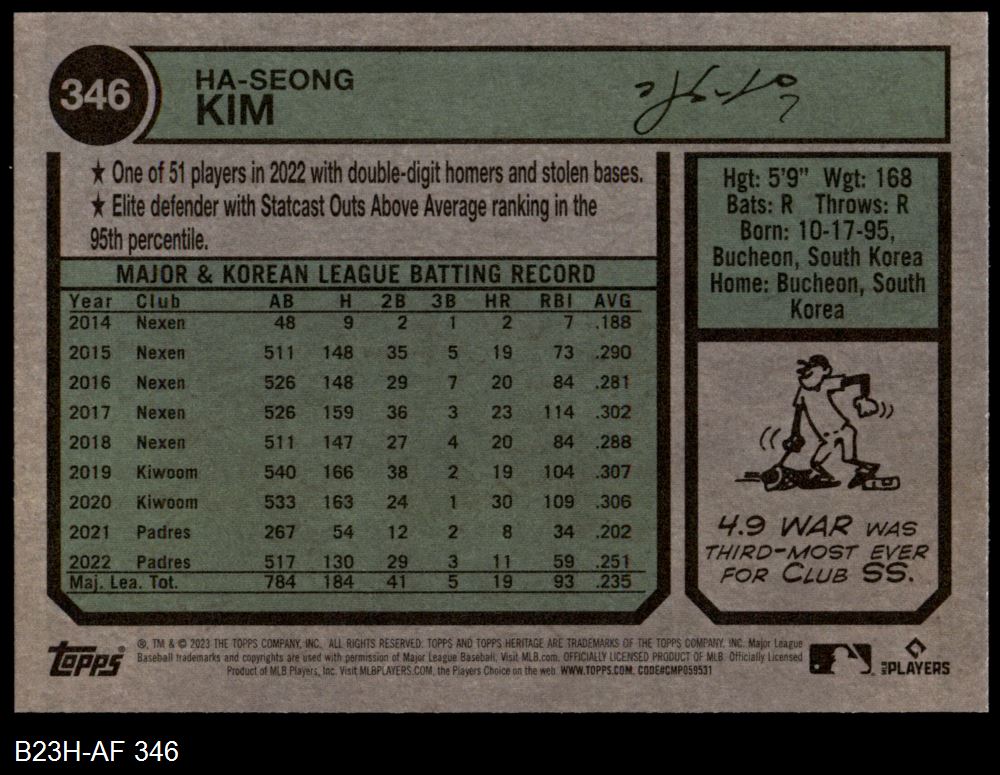 346
HA-SEONG
KIM
★ One of 51 players in 2022 with double-digit homers and stolen bases.
★ Elite defender with Statcast Outs Above Average ranking in the
95th percentile.
MAJOR & KOREAN LEAGUE BATTING RECORD
Year Club AB H 2B 3B HR RBI AVG
2014 Nexen 48 9 2 1 2 7 .188
2015 Nexen 511 148 35 5 19 73 .290
2016 Nexen 526 148 29 7 20 84 .281
2017 Nexen 526 159 36 3 23 114 .302
2018 Nexen 511 147 27 4 20 84 .288
2019 Kiwoom 540 166 38 2 19 104 .307
2020 Kiwoom 533 163 24 1 30 109 .306
2021 Padres 267 54 12 2 8 34 .202
2022 Padres 517 130 29 3 11 59 .251
Maj. Lea. Tot. 784 184 41 5 19 93 .235
Hgt: 5'9" Wgt: 168
Bats: R Throws: R
Born: 10-17-95,
Bucheon, South Korea
Home: Bucheon, South
Korea
4.9 WAR WAS
THIRD-MOST EVER
FOR CLUB SS.
topps
®, TM & © 2023 THE TOPPS COMPANY, INC. ALL RIGHTS RESERVED. TOPPS AND TOPPS HERITAGE ARE TRADEMARKS OF THE TOPPS COMPANY, INC. Major League
Baseball trademarks and copyrights are used with permission of Major League Baseball. Visit MLB.com. OFFICIALLY LICENSED PRODUCT OF MLB. Officially Licensed
Product of MLB Players, Inc. Visit MLBPLAYERS.COM, the Players Choice on the web. WWW.TOPPS.COM. CODE#CMP059531
MLB PLAYERS
B23H-AF 346